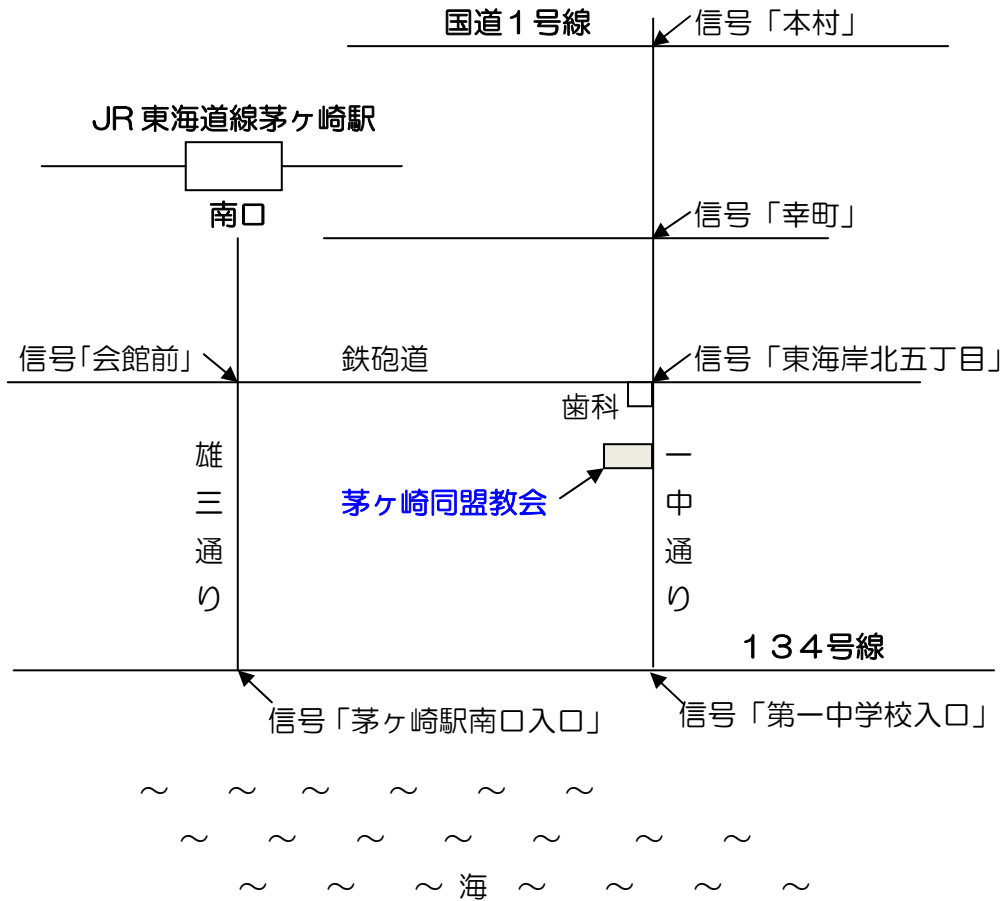 国道１号線
信号「本村」
JR東海道線茅ヶ崎駅
南口
信号「幸町」
信号「会館前」
鉄砲道
信号「東海岸北五丁目」
歯科
雄三通り
茅ヶ崎同盟教会
一中通り
１３４号線
信号「茅ヶ崎駅南口入口」
信号「第一中学校入口」
～ ～ ～ ～ ～ ～
～ ～ ～ ～ ～ ～ ～
～ ～ ～ 海 ～ ～ ～ ～